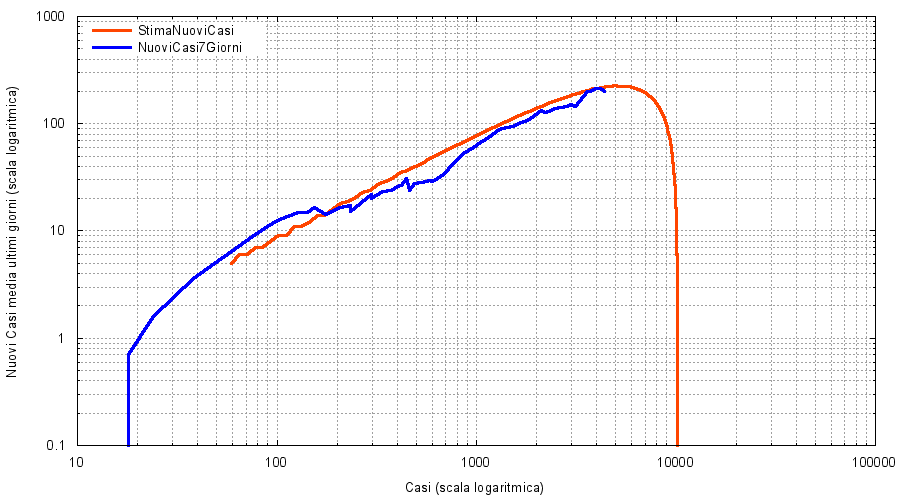 1000
StimaNuoviCasi
NuoviCasi7Giorni
100
10
1
0.1
10 100 1000 10000 100000
Nuovi Casi media ultimi giorni (scala logaritmica)
Casi (scala logaritmica)